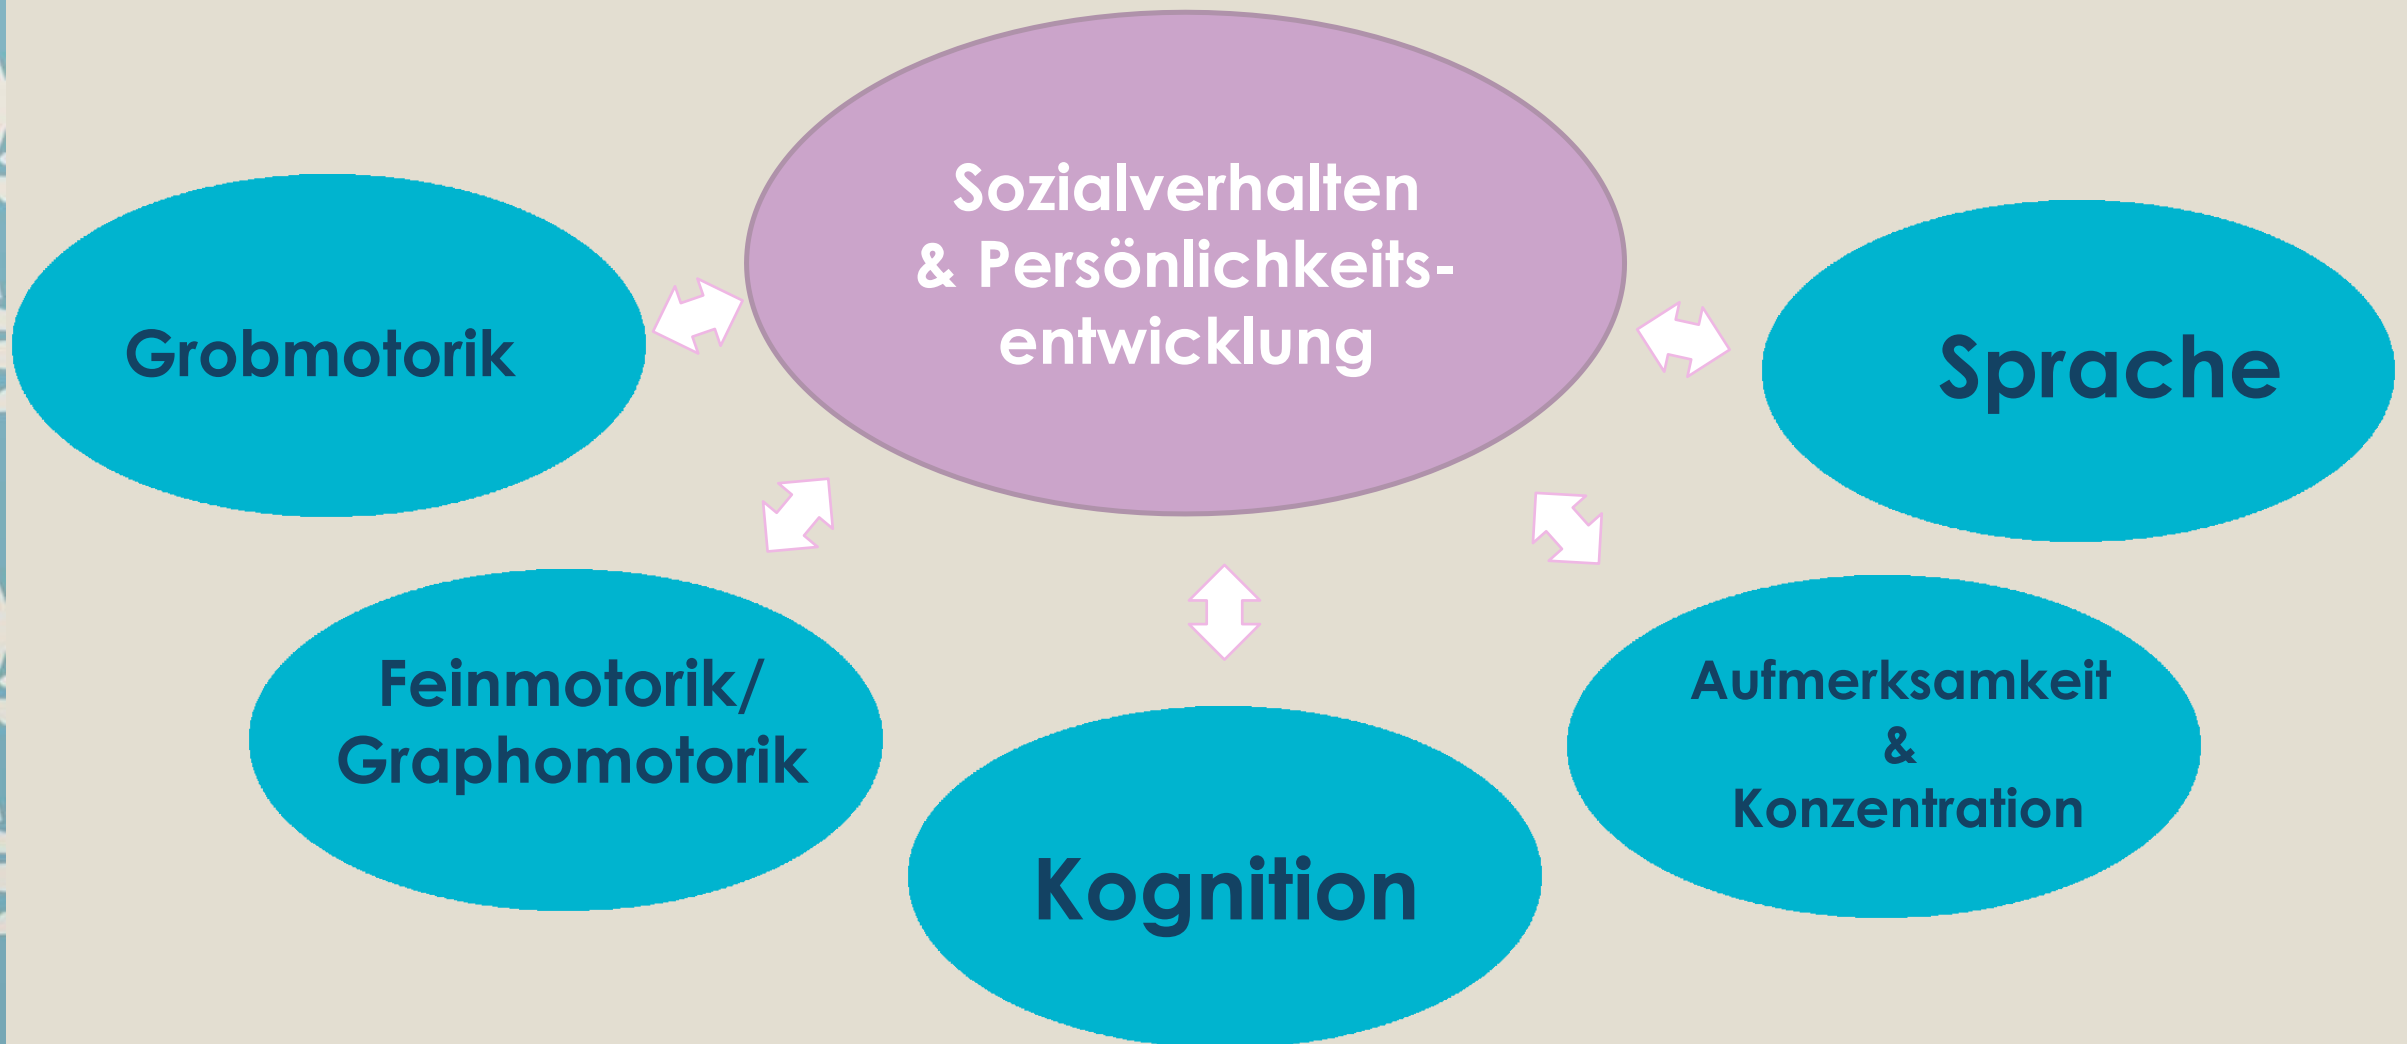 Sozialverhalten
& Persönlichkeits-
entwicklung
Grobmotorik
Sprache
Feinmotorik/
Graphomotorik
Aufmerksamkeit
&
Konzentration
Kognition